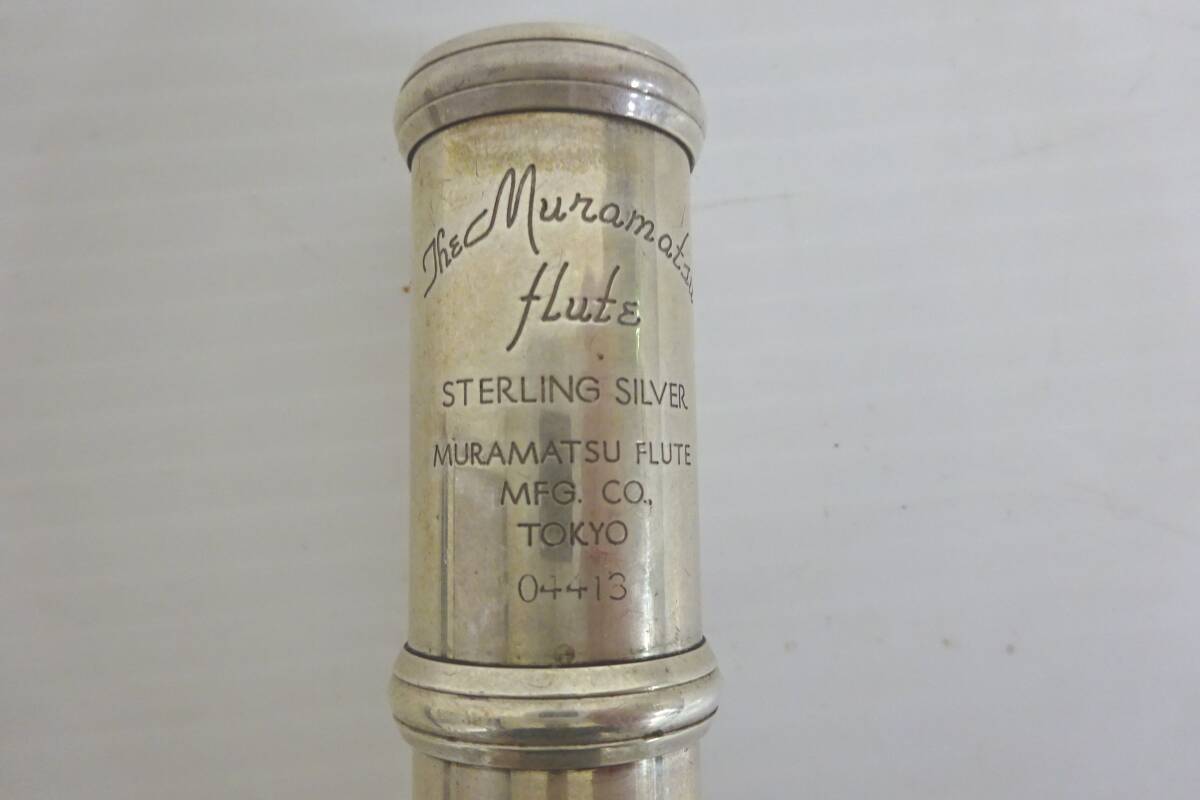 The Muramatsu
flute
STERLING SILVER
MURAMATSU FLUTE
MFG. CO.,
TOKYO
04413